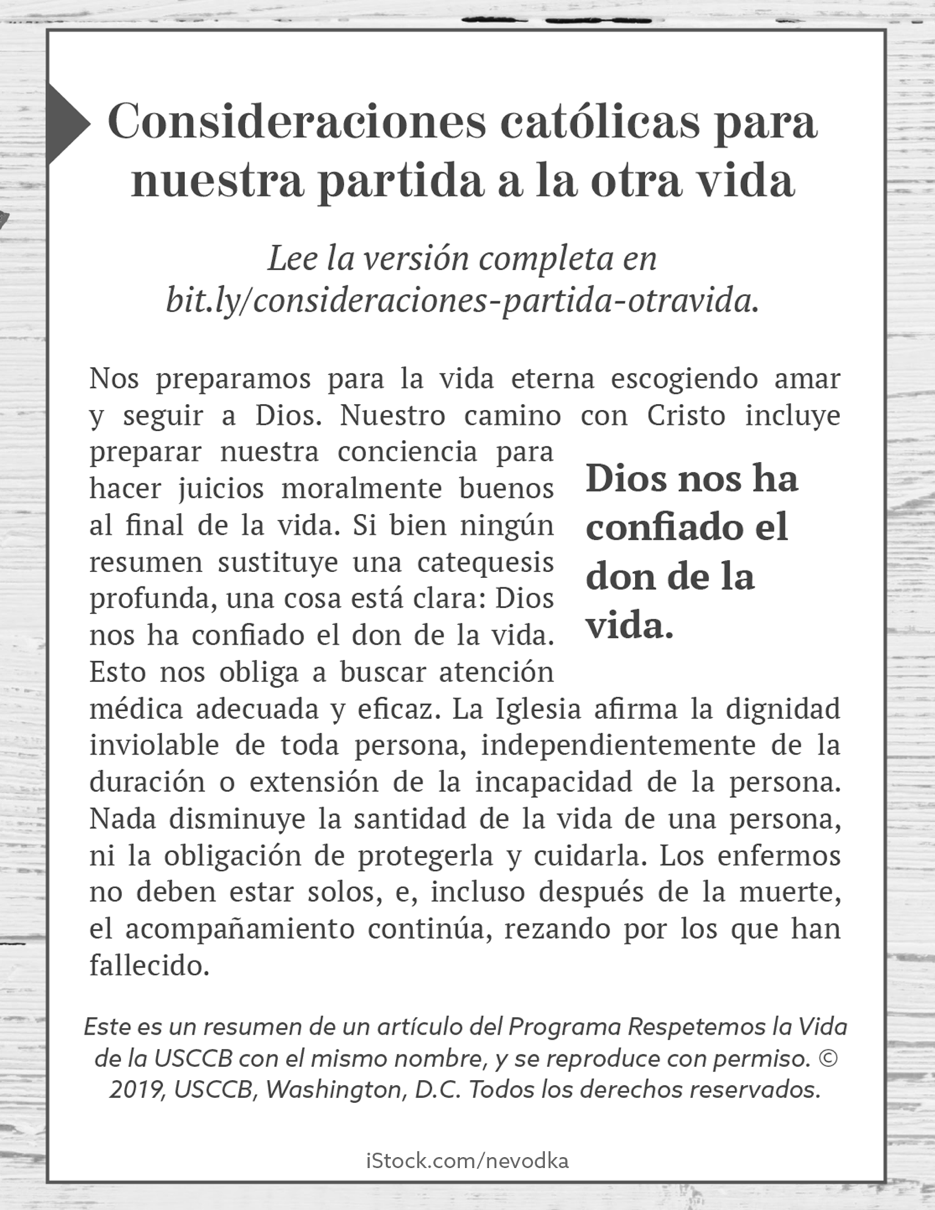 Consideraciones católicas para
nuestra partida a la otra vida
Lee la versión completa en
bit.ly/consideraciones-partida-otravida.
Nos preparamos para la vida eterna escogiendo amar
y seguir a Dios. Nuestro camino con Cristo incluye
preparar nuestra conciencia para
hacer juicios moralmente buenos
al final de la vida. Si bien ningún
resumen sustituye una catequesis
profunda, una cosa está clara: Dios
nos ha confiado el don de la vida.
Esto nos obliga a buscar atención
médica adecuada y eficaz. La Iglesia afirma la dignidad
inviolable de toda persona, independientemente de la
duración o extensión de la incapacidad de la persona.
Nada disminuye la santidad de la vida de una persona,
ni la obligación de protegerla y cuidarla. Los enfermos
no deben estar solos, e, incluso después de la muerte,
el acompañamiento continúa, rezando por los que han
fallecido.
Dios nos ha
confiado el
don de la
vida.
Este es un resumen de un artículo del Programa Respetemos la Vida
de la USCCB con el mismo nombre, y se reproduce con permiso. ©
2019, USCCB, Washington, D.C. Todos los derechos reservados.
iStock.com/nevodka